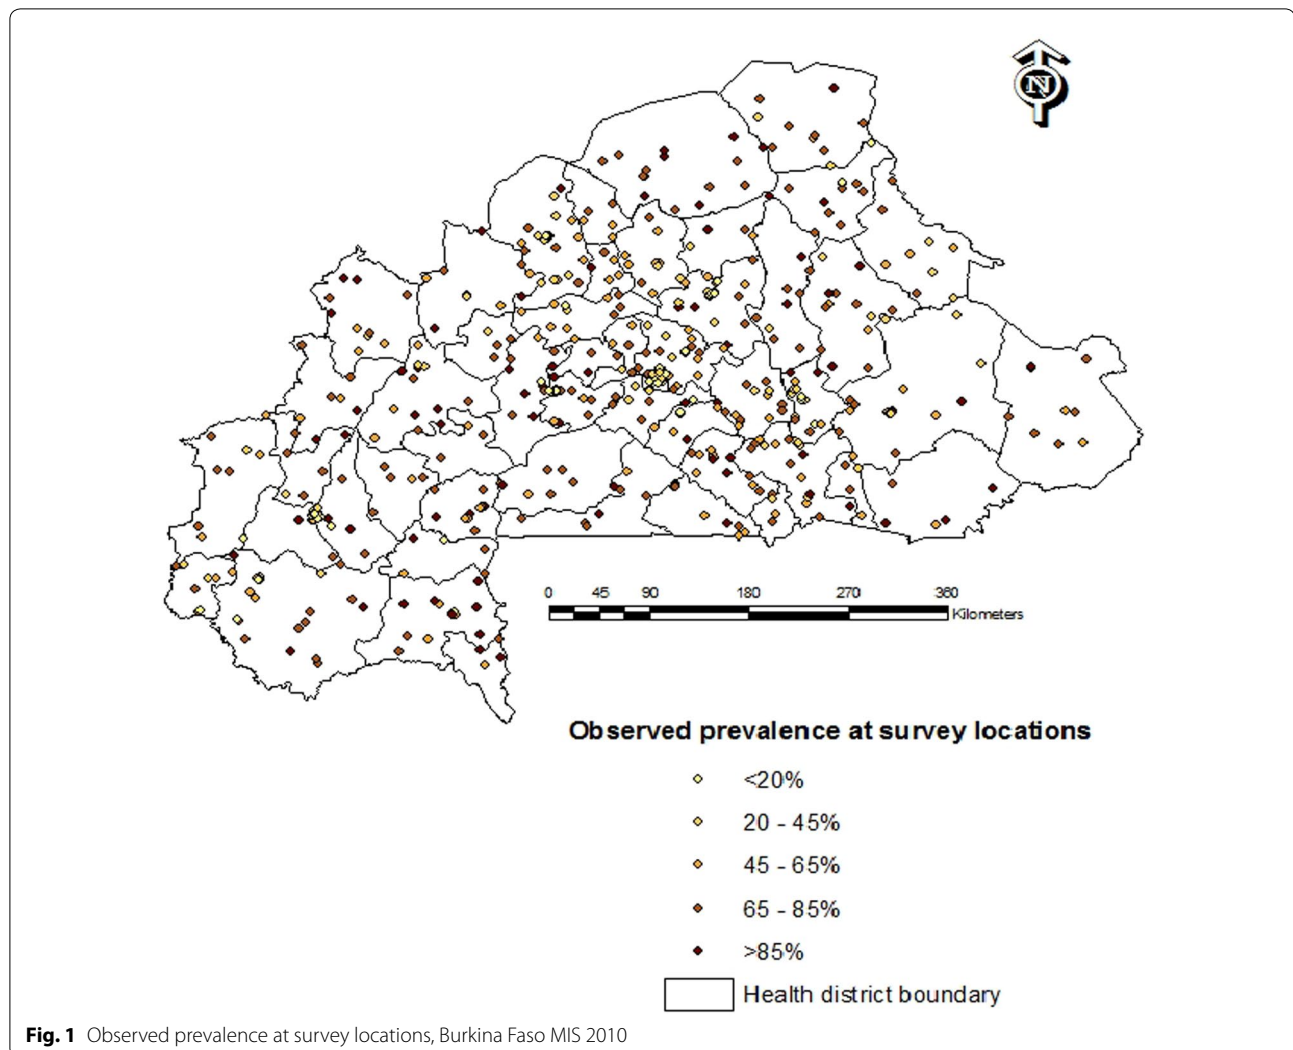 N
0 45 90 180 270 360
Kilometers
Observed prevalence at survey locations
<20%
20 - 45%
45 - 65%
65 - 85%
>85%
Health district boundary
Fig. 1 Observed prevalence at survey locations, Burkina Faso MIS 2010